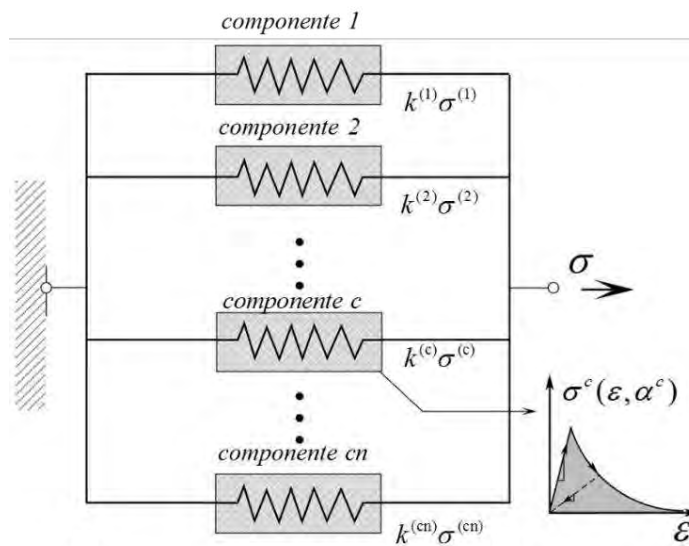 componente 1
k^(1)σ^(1)
componente 2
k^(2)σ^(2)
σ
componente c
k^(c)σ^(c)
σ^c(ε, α^c)
componente cn
k^(cn)σ^(cn)
ε